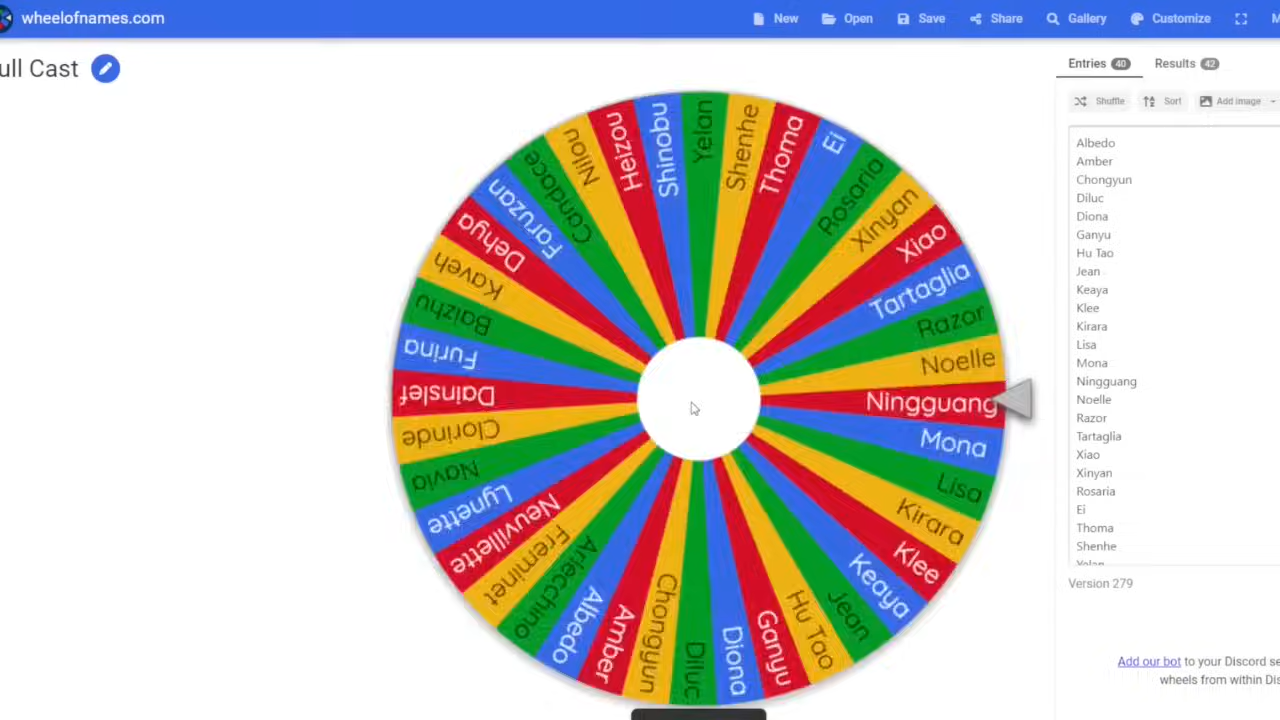 wheelofnames.com
New
Open
Save
Share
Gallery
Customize
M
ull Cast
Entries 40
Results 42
Shuffle
Sort
Add image
Albedo
Amber
Chongyun
Diluc
Diona
Ganyu
Hu Tao
Jean
Keaya
Klee
Kirara
Lisa
Mona
Ningguang
Noelle
Razor
Tartaglia
Xiao
Xinyan
Rosaria
Ei
Thoma
Shenhe
Yelan
Version 279
Add our bot to your Discord se
wheels from within Dis
Yelan
Shenhe
Thoma
Ei
Rosaria
Xinyan
Xiao
Tartaglia
Razor
Noelle
Ningguang
Mona
Lisa
Kirara
Klee
Keaya
Jean
Hu Tao
Ganyu
Diona
Diluc
Chongyun
Amber
Albedo
Arlecchino
Freminet
Neuvillette
Lynette
Navia
Clorinde
Dainslef
Furina
Baizhu
Kaveh
Dehya
Faruzan
Candace
Nilou
Heizou
Shinobu